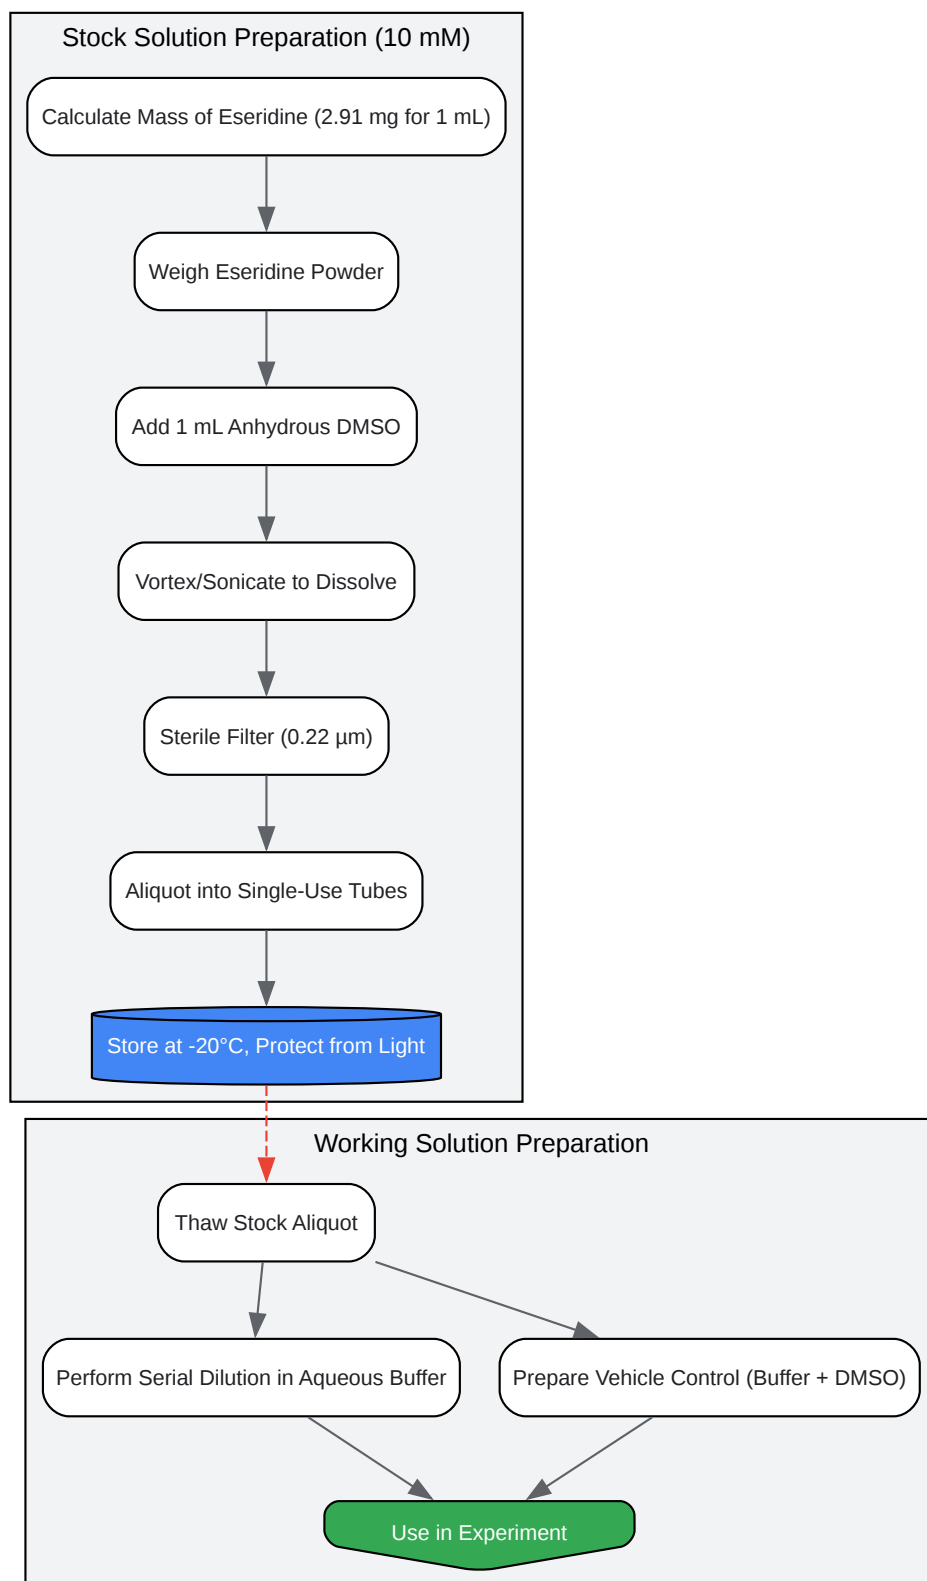 Stock Solution Preparation (10 mM)
Calculate Mass of Eseridine (2.91 mg for 1 mL)
Weigh Eseridine Powder
Add 1 mL Anhydrous DMSO
Vortex/Sonicate to Dissolve
Sterile Filter (0.22 µm)
Aliquot into Single-Use Tubes
Store at -20°C, Protect from Light
Working Solution Preparation
Thaw Stock Aliquot
Perform Serial Dilution in Aqueous Buffer
Prepare Vehicle Control (Buffer + DMSO)
Use in Experiment